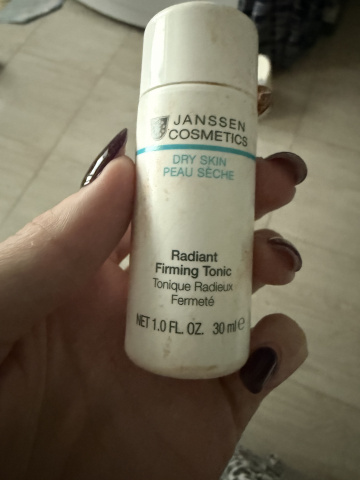 JANSSEN
COSMETICS
DRY SKIN
PEAU SÈCHE
Radiant
Firming Tonic
Tonique Radieux
Fermeté
NET 1.0 FL. OZ. 30 ml ℮